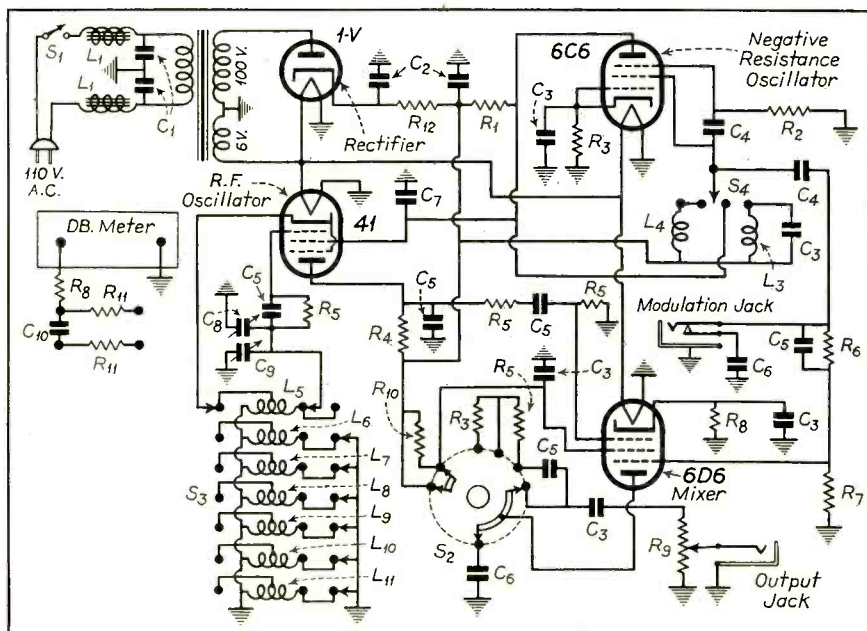 S1
L1
L1
C1
110 V.
A.C.
100 V.
6 V.
1-V
Rectifier
C2
R12
R1
6C6
Negative
Resistance
Oscillator
C3
R3
C4
R2
S4
C4
L4
L3
C3
R.F.
Oscillator
41
C7
DB. Meter
R8
R11
C10
R11
C5
C8
R5
C9
R4
C5
R5
C5
R5
Modulation Jack
C6
C5
R6
L5
L6
L7
L8
L9
L10
L11
S3
R10
R3
R5
C3
C5
S2
C6
C3
6D6
Mixer
R8
C3
R7
R9
Output
Jack